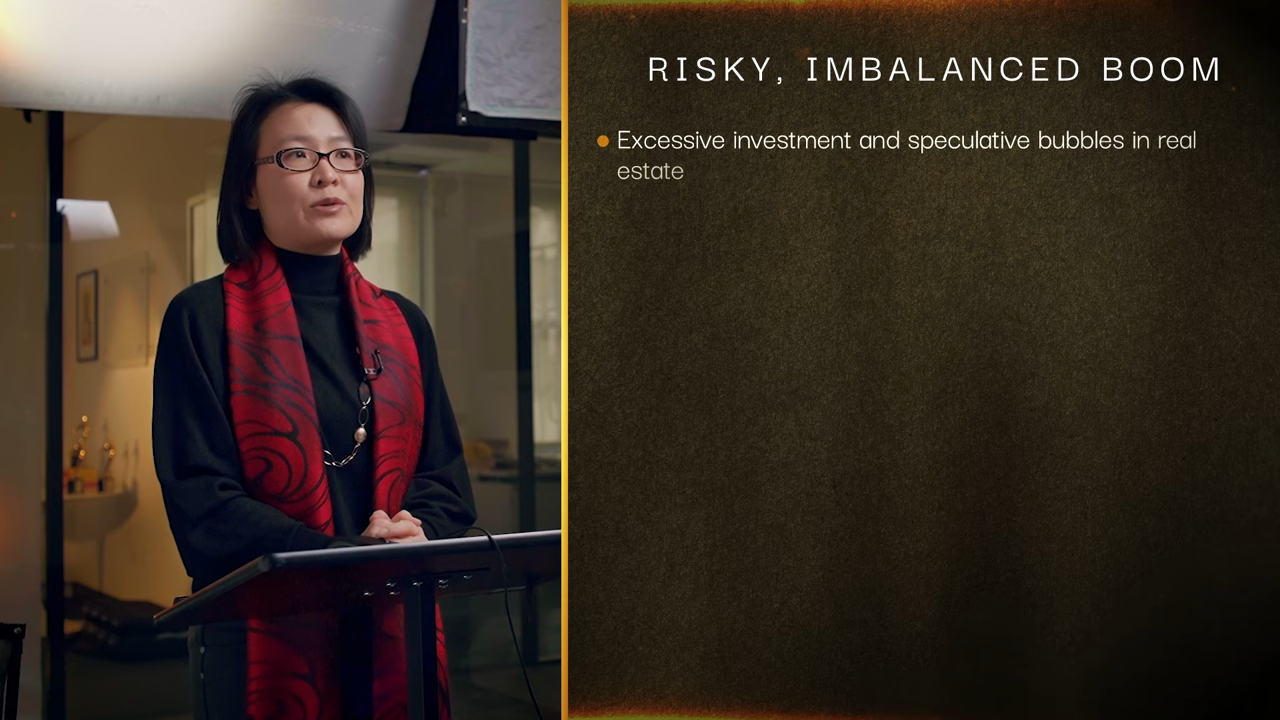 RISKY, IMBALANCED BOOM
Excessive investment and speculative bubbles in real
estate